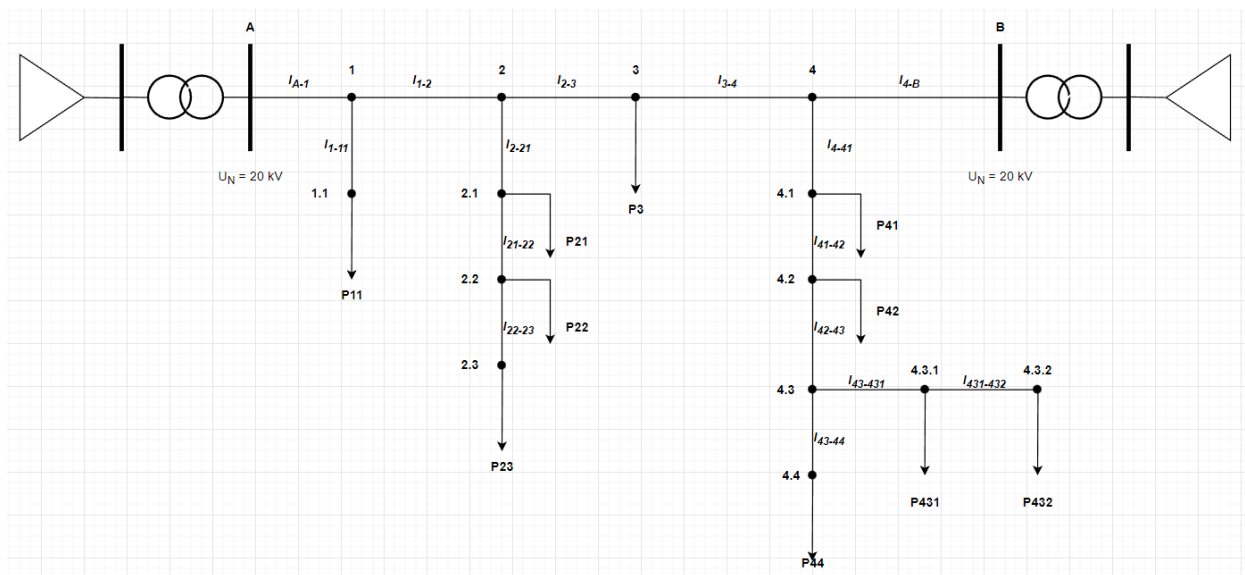 A
B
1
2
3
4
I_A-1
I_1-2
I_2-3
I_3-4
I_4-B
I_1-11
I_2-21
I_4-41
U_N = 20 kV
U_N = 20 kV
1.1
2.1
4.1
P3
P41
I_21-22
P21
I_41-42
2.2
4.2
P11
P42
I_22-23
P22
I_42-43
2.3
4.3
I_43-431
4.3.1
I_431-432
4.3.2
I_43-44
P23
4.4
P431
P432
P44